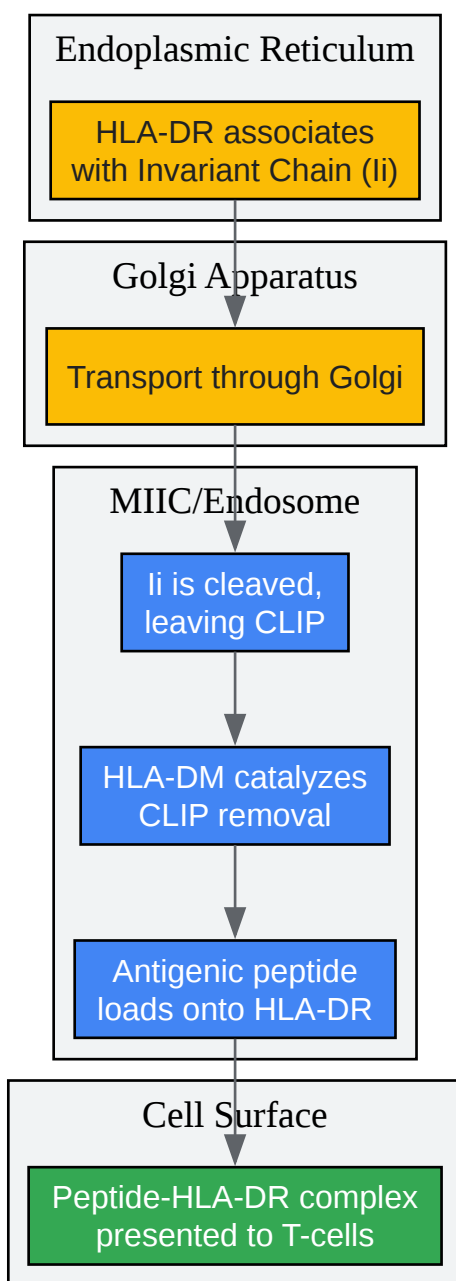 Endoplasmic Reticulum
HLA-DR associates
with Invariant Chain (Ii)
Golgi Apparatus
Transport through Golgi
MIIC/Endosome
Ii is cleaved,
leaving CLIP
HLA-DM catalyzes
CLIP removal
Antigenic peptide
loads onto HLA-DR
Cell Surface
Peptide-HLA-DR complex
presented to T-cells